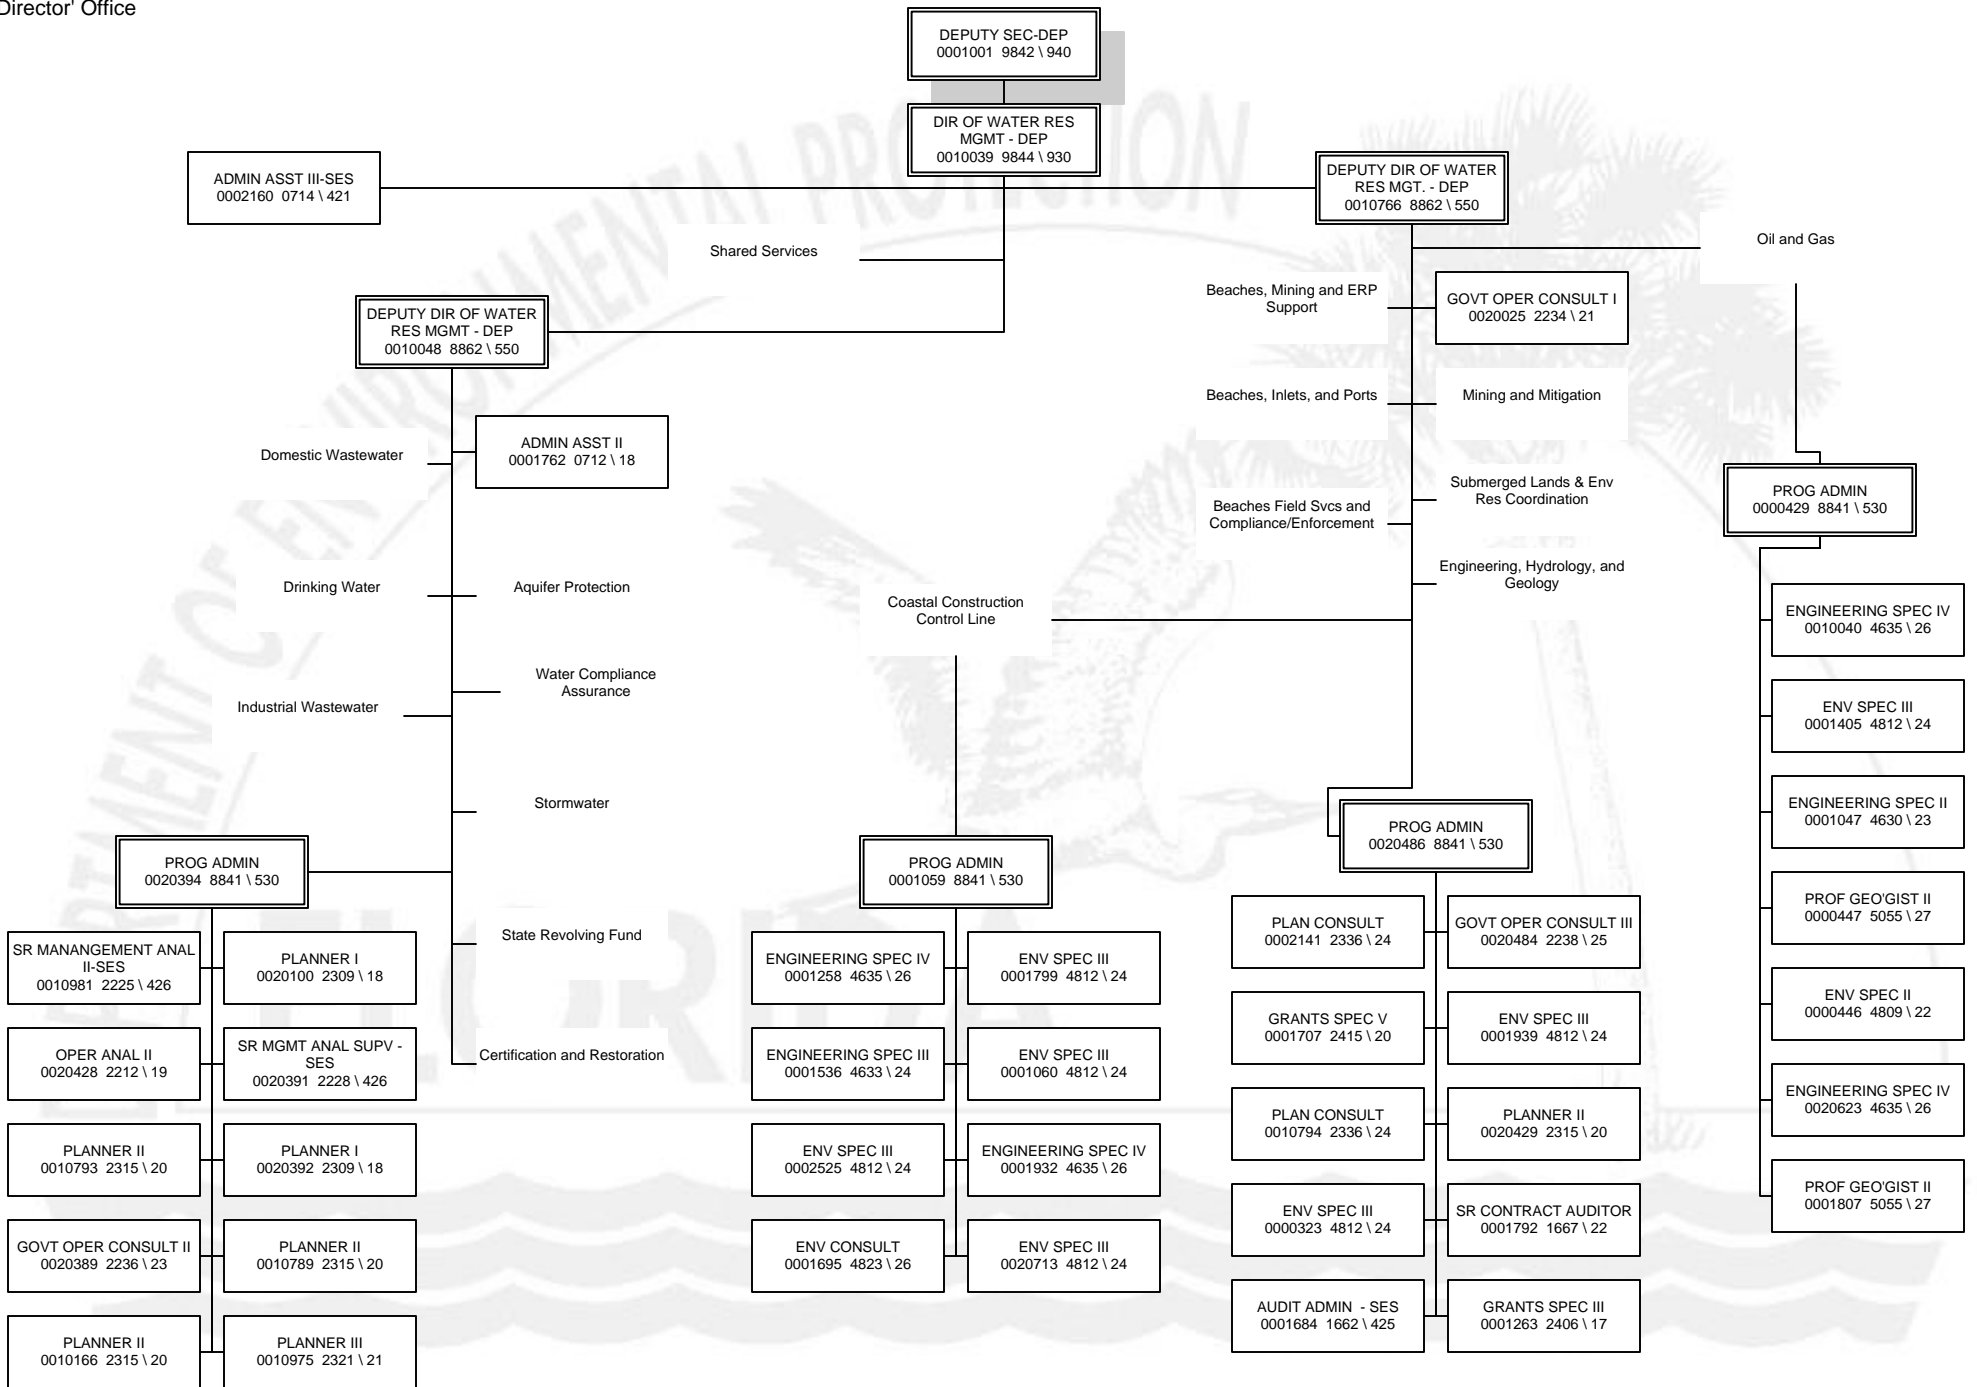 Director' Office
DEPUTY SEC-DEP
0001001  9842 \ 940
DIR OF WATER RES
MGMT - DEP
0010039  9844 \ 930
ADMIN ASST III-SES
0002160  0714 \ 421
DEPUTY DIR OF WATER
RES MGT. - DEP
0010766  8862 \ 550
Shared Services
Oil and Gas
DEPUTY DIR OF WATER
RES MGMT - DEP
0010048  8862 \ 550
Beaches, Mining and ERP
Support
GOVT OPER CONSULT I
0020025  2234 \ 21
Beaches, Inlets, and Ports
Mining and Mitigation
Domestic Wastewater
ADMIN ASST II
0001762  0712 \ 18
Beaches Field Svcs and
Compliance/Enforcement
Submerged Lands & Env
Res Coordination
PROG ADMIN
0000429  8841 \ 530
Drinking Water
Aquifer Protection
Engineering, Hydrology, and
Geology
Coastal Construction
Control Line
Water Compliance
Assurance
Industrial Wastewater
Stormwater
State Revolving Fund
Certification and Restoration
PROG ADMIN
0020394  8841 \ 530
SR MANANGEMENT ANAL
II-SES
0010981  2225 \ 426
PLANNER I
0020100  2309 \ 18
OPER ANAL II
0020428  2212 \ 19
SR MGMT ANAL SUPV -
SES
0020391  2228 \ 426
PLANNER II
0010793  2315 \ 20
PLANNER I
0020392  2309 \ 18
GOVT OPER CONSULT II
0020389  2236 \ 23
PLANNER II
0010789  2315 \ 20
PLANNER II
0010166  2315 \ 20
PLANNER III
0010975  2321 \ 21
PROG ADMIN
0001059  8841 \ 530
ENGINEERING SPEC IV
0001258  4635 \ 26
ENV SPEC III
0001799  4812 \ 24
ENGINEERING SPEC III
0001536  4633 \ 24
ENV SPEC III
0001060  4812 \ 24
ENV SPEC III
0002525  4812 \ 24
ENGINEERING SPEC IV
0001932  4635 \ 26
ENV CONSULT
0001695  4823 \ 26
ENV SPEC III
0020713  4812 \ 24
PROG ADMIN
0020486  8841 \ 530
PLAN CONSULT
0002141  2336 \ 24
GOVT OPER CONSULT III
0020484  2238 \ 25
GRANTS SPEC V
0001707  2415 \ 20
ENV SPEC III
0001939  4812 \ 24
PLAN CONSULT
0010794  2336 \ 24
PLANNER II
0020429  2315 \ 20
ENV SPEC III
0000323  4812 \ 24
SR CONTRACT AUDITOR
0001792  1667 \ 22
AUDIT ADMIN  - SES
0001684  1662 \ 425
GRANTS SPEC III
0001263  2406 \ 17
ENGINEERING SPEC IV
0010040  4635 \ 26
ENV SPEC III
0001405  4812 \ 24
ENGINEERING SPEC II
0001047  4630 \ 23
PROF GEO'GIST II
0000447  5055 \ 27
ENV SPEC II
0000446  4809 \ 22
ENGINEERING SPEC IV
0020623  4635 \ 26
PROF GEO'GIST II
0001807  5055 \ 27
DEPARTMENT OF ENVIRONMENTAL PROTECTION
FLORIDA